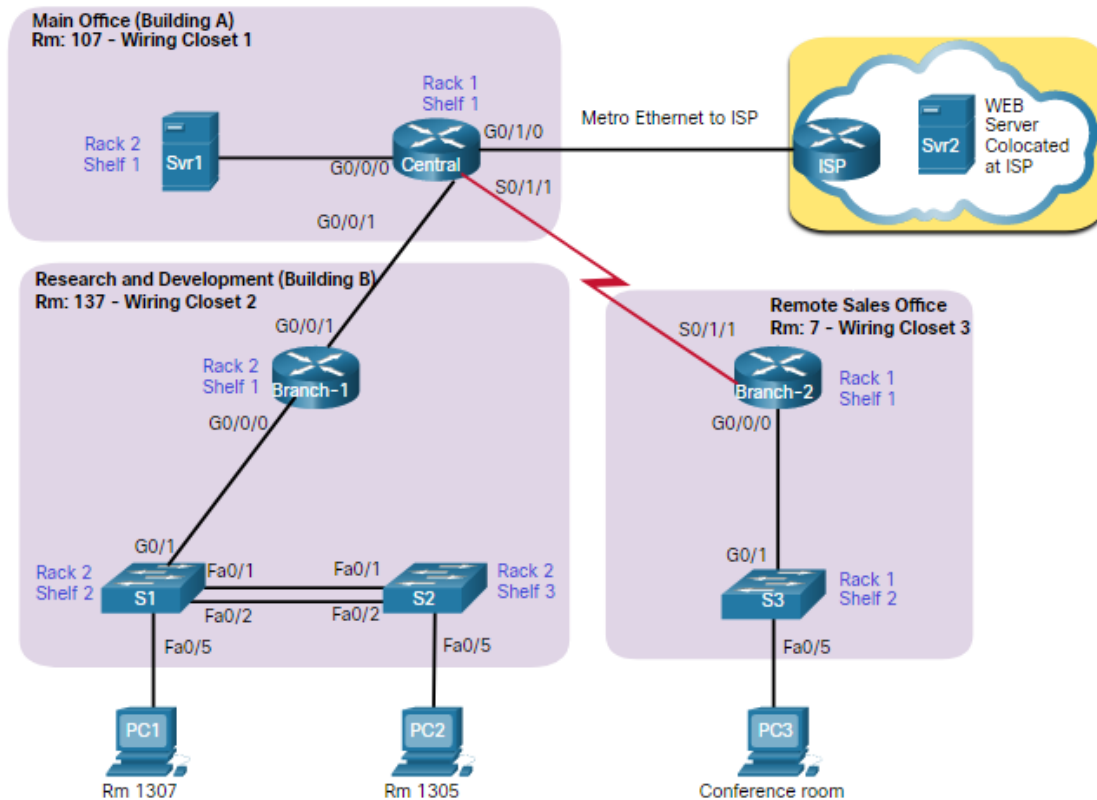 Main Office (Building A)
Rm: 107 - Wiring Closet 1
Rack 1
Shelf 1
Rack 2
Shelf 1
Svr1
G0/0/0
Central
G0/1/0
S0/1/1
G0/0/1
Metro Ethernet to ISP
ISP
Svr2
WEB
Server
Colocated
at ISP
Research and Development (Building B)
Rm: 137 - Wiring Closet 2
G0/0/1
Rack 2
Shelf 1
Branch-1
G0/0/0
G0/1
Rack 2
Shelf 2
S1
Fa0/1
Fa0/1
Fa0/2
Fa0/2
S2
Rack 2
Shelf 3
Fa0/5
Fa0/5
PC1
Rm 1307
PC2
Rm 1305
Remote Sales Office
Rm: 7 - Wiring Closet 3
S0/1/1
Branch-2
Rack 1
Shelf 1
G0/0/0
G0/1
S3
Rack 1
Shelf 2
Fa0/5
PC3
Conference room